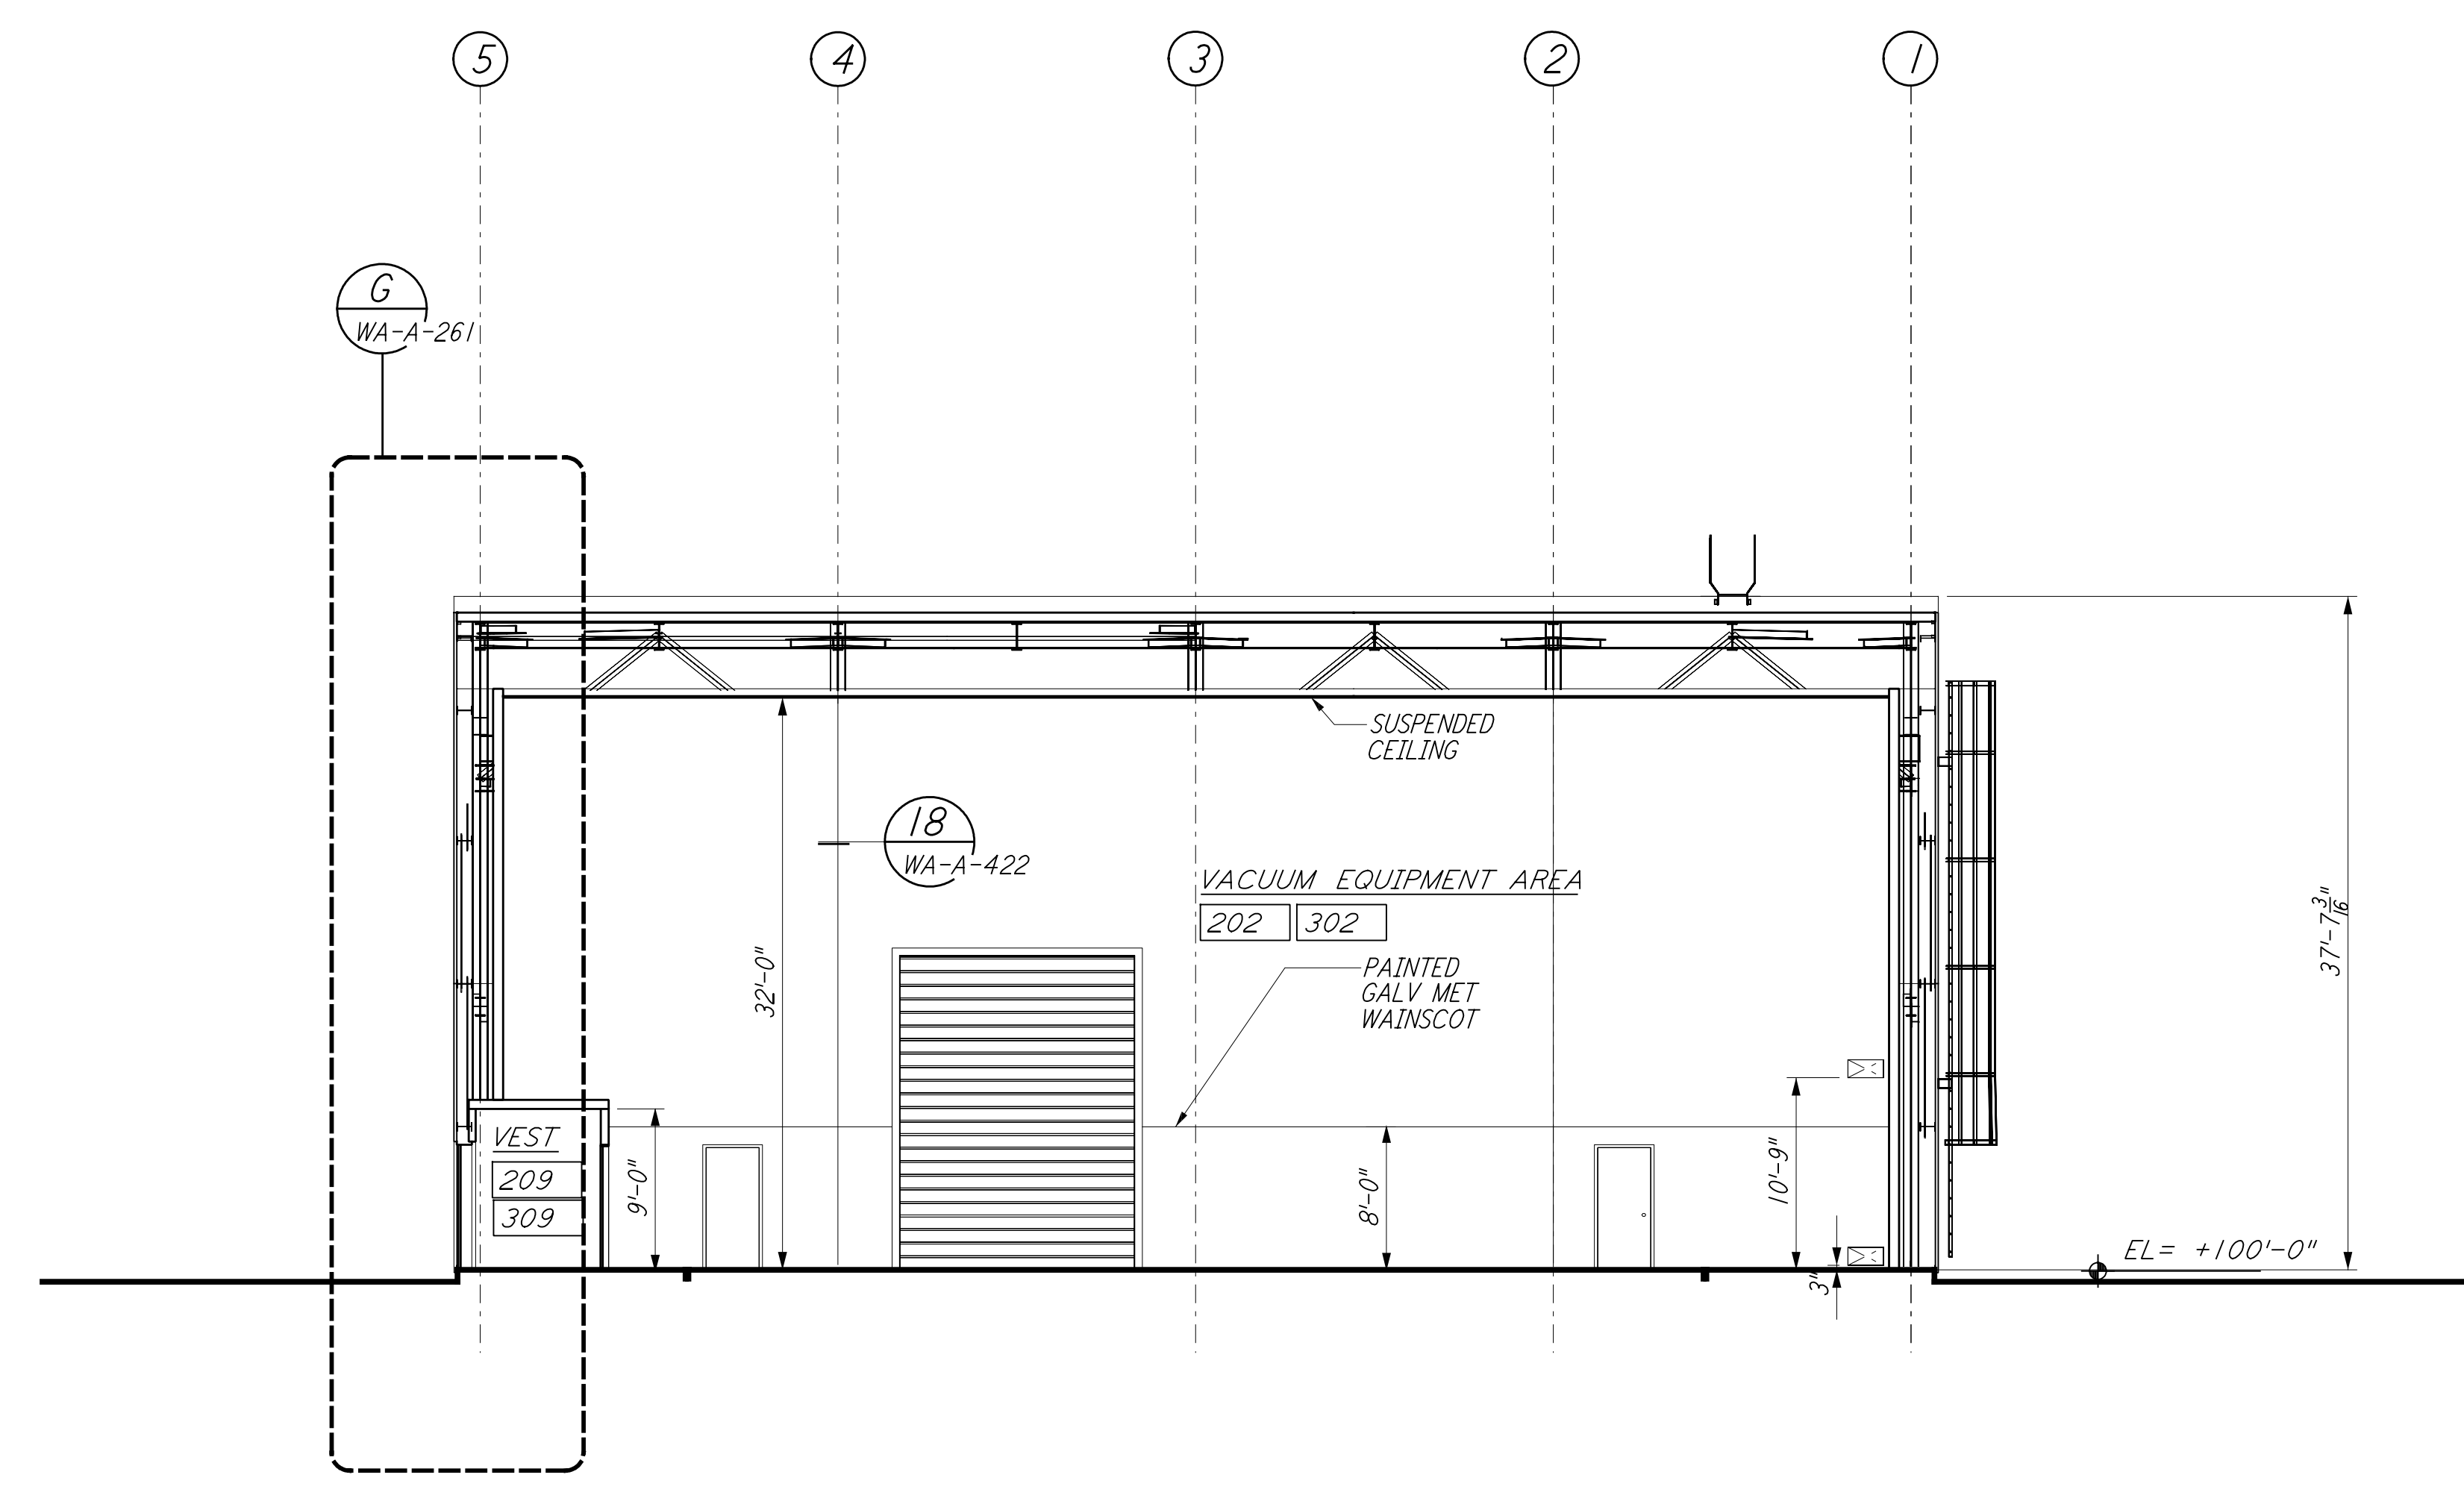 5 4 3 2 1
G
WA-A-261
SUSPENDED
CEILING
18
WA-A-422
VACUUM EQUIPMENT AREA
202 302
PAINTED
GALV MET
WAINSCOT
32'-0"
37'-7 3/16"
VEST
209
309
9'-0"
8'-0"
10'-9"
3"
EL= +100'-0"